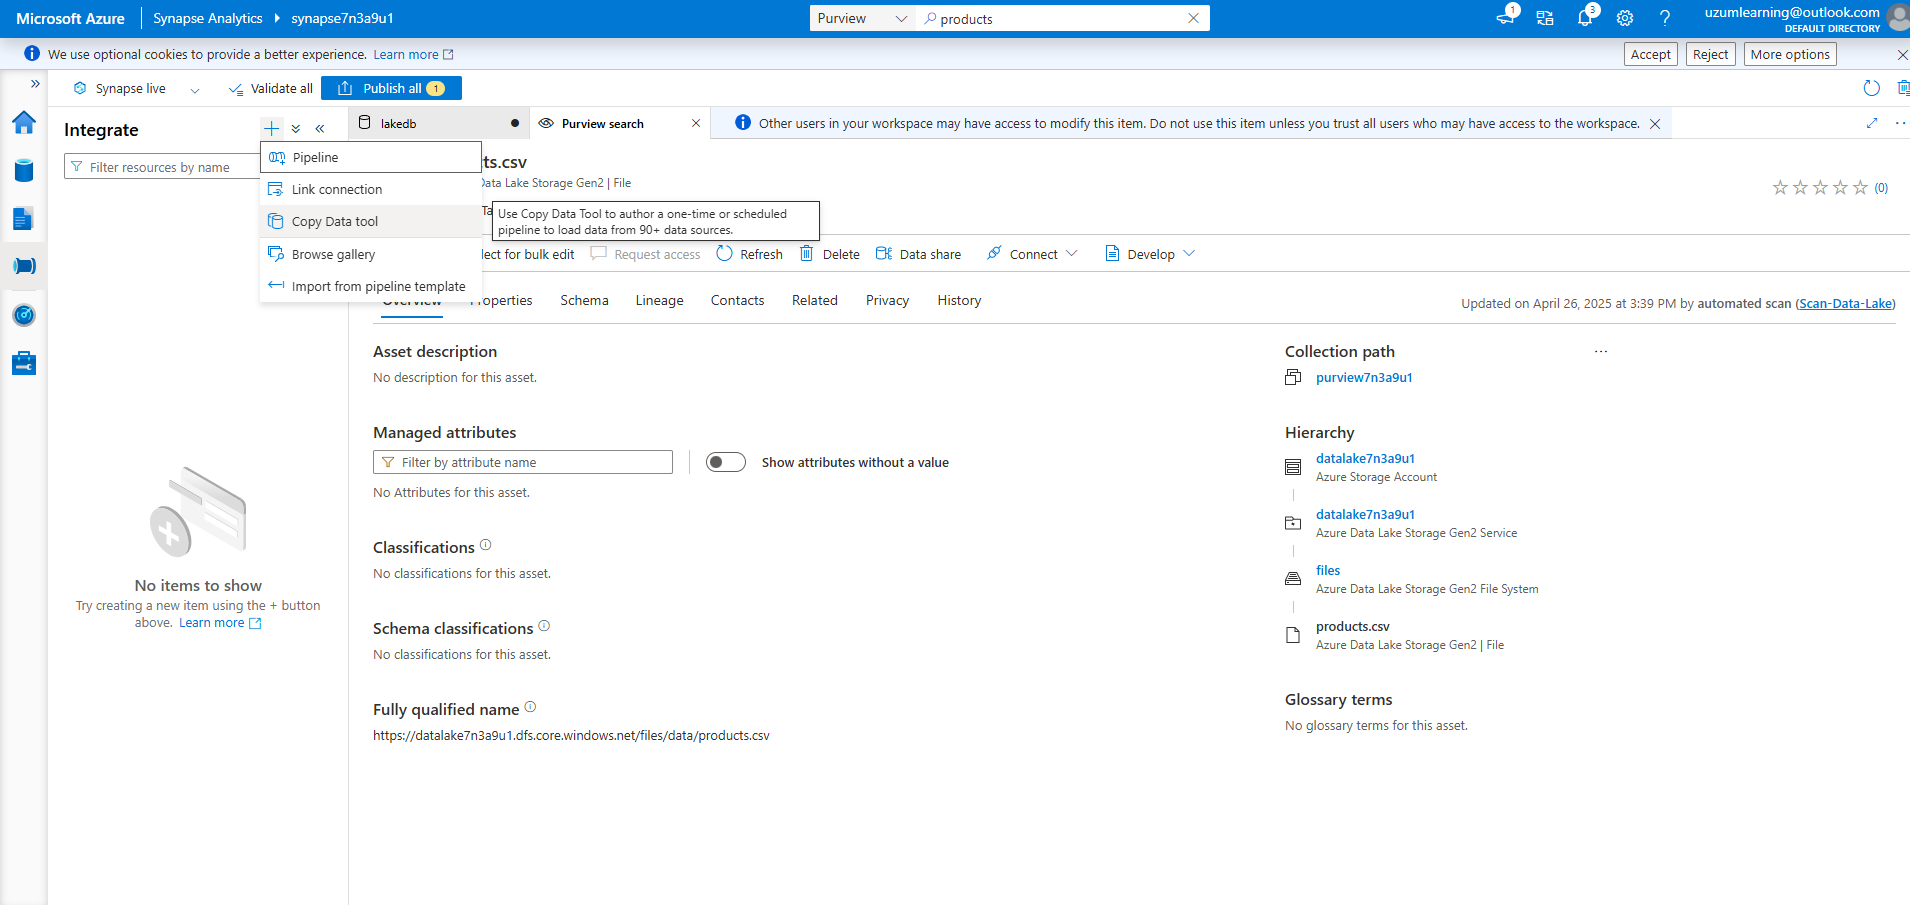 Microsoft Azure
Synapse Analytics
synapse7n3a9u1
Purview
products
1
3
?
uzumlearning@outlook.com
DEFAULT DIRECTORY
We use optional cookies to provide a better experience. Learn more
Accept
Reject
More options
Synapse live
Validate all
Publish all 1
Integrate
lakedb
Purview search
Other users in your workspace may have access to modify this item. Do not use this item unless you trust all users who may have access to the workspace.
Filter resources by name
Pipeline
Link connection
Copy Data tool
Browse gallery
Import from pipeline template
ts.csv
Data Lake Storage Gen2 | File
(0)
Ta
Use Copy Data Tool to author a one-time or scheduled
pipeline to load data from 90+ data sources.
lect for bulk edit
Request access
Refresh
Delete
Data share
Connect
Develop
Overview
Properties
Schema
Lineage
Contacts
Related
Privacy
History
Updated on April 26, 2025 at 3:39 PM by automated scan (Scan-Data-Lake)
Asset description
No description for this asset.
Managed attributes
Filter by attribute name
Show attributes without a value
No Attributes for this asset.
Classifications
No classifications for this asset.
Schema classifications
No classifications for this asset.
Fully qualified name
https://datalake7n3a9u1.dfs.core.windows.net/files/data/products.csv
Collection path
purview7n3a9u1
Hierarchy
datalake7n3a9u1
Azure Storage Account
datalake7n3a9u1
Azure Data Lake Storage Gen2 Service
files
Azure Data Lake Storage Gen2 File System
products.csv
Azure Data Lake Storage Gen2 | File
Glossary terms
No glossary terms for this asset.
No items to show
Try creating a new item using the + button
above. Learn more